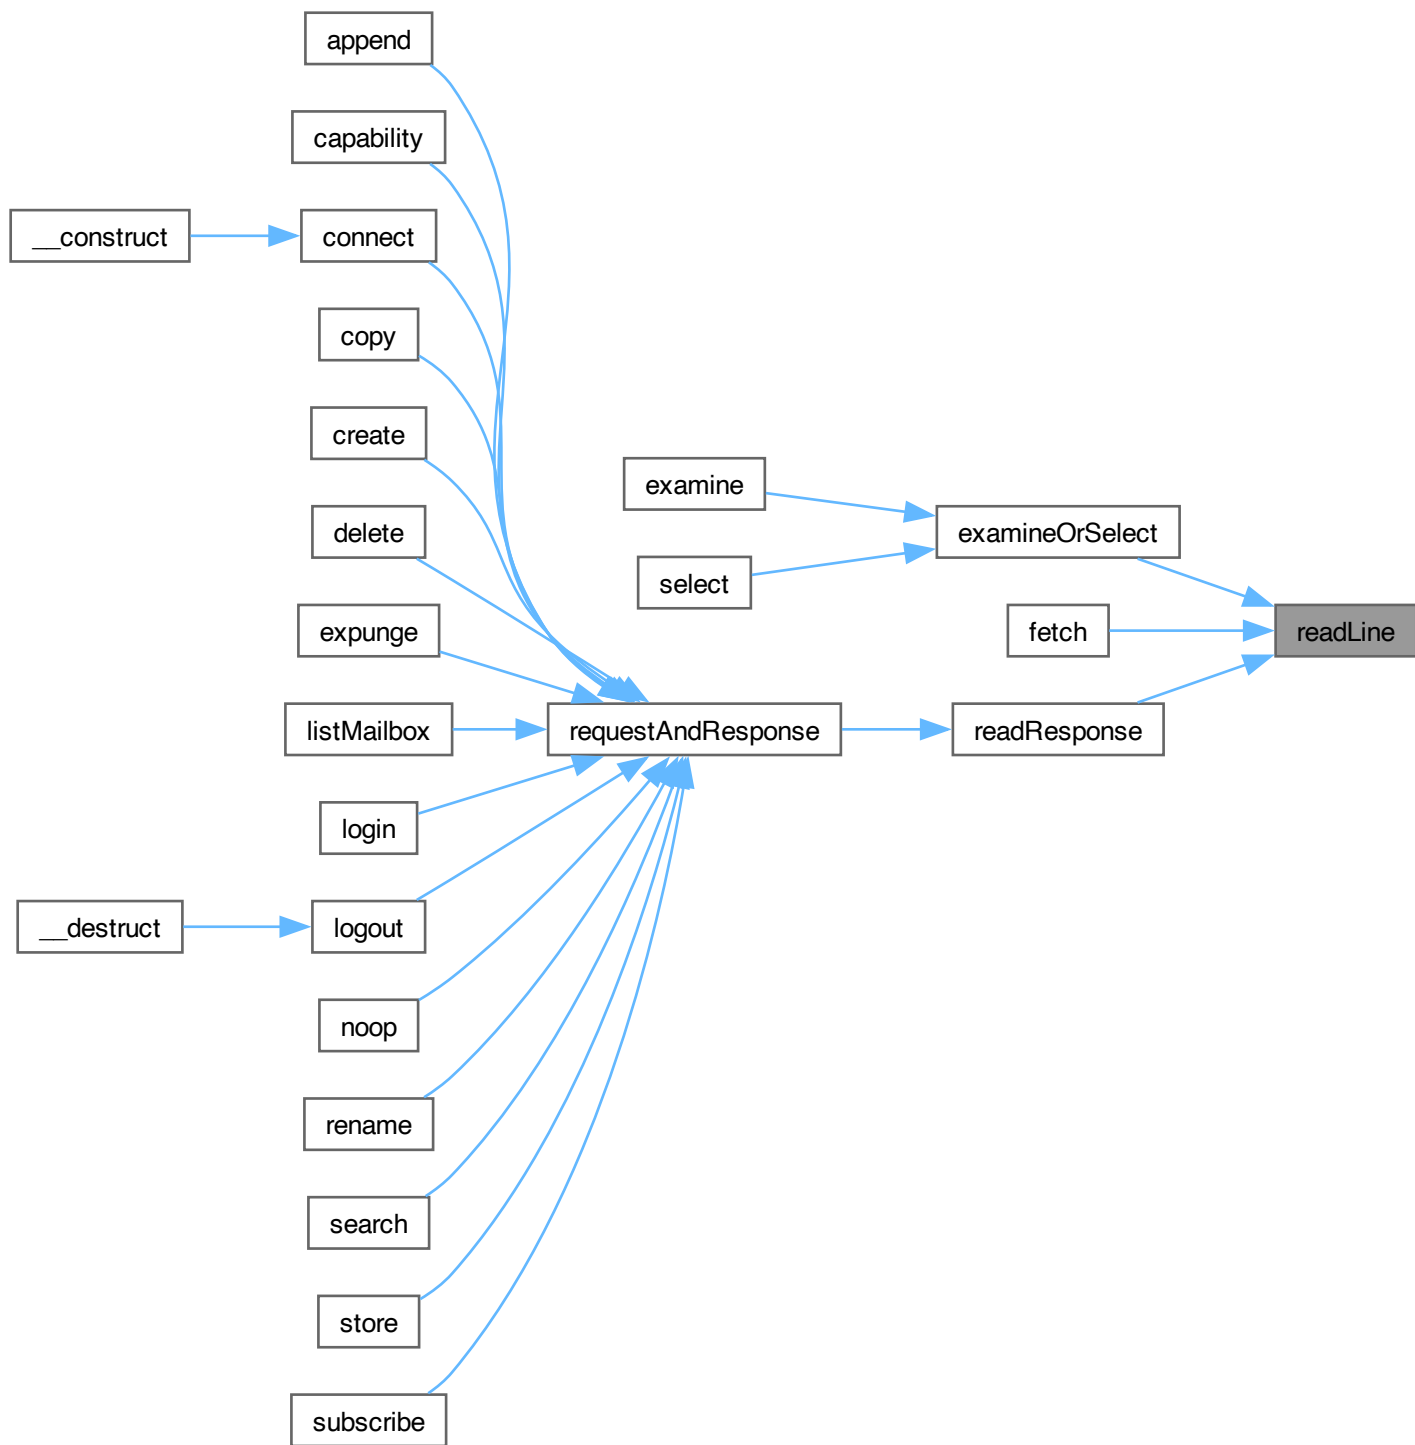 append
capability
__construct
connect
copy
create
delete
examine
examineOrSelect
select
expunge
fetch
readLine
listMailbox
requestAndResponse
readResponse
login
__destruct
logout
noop
rename
search
store
subscribe